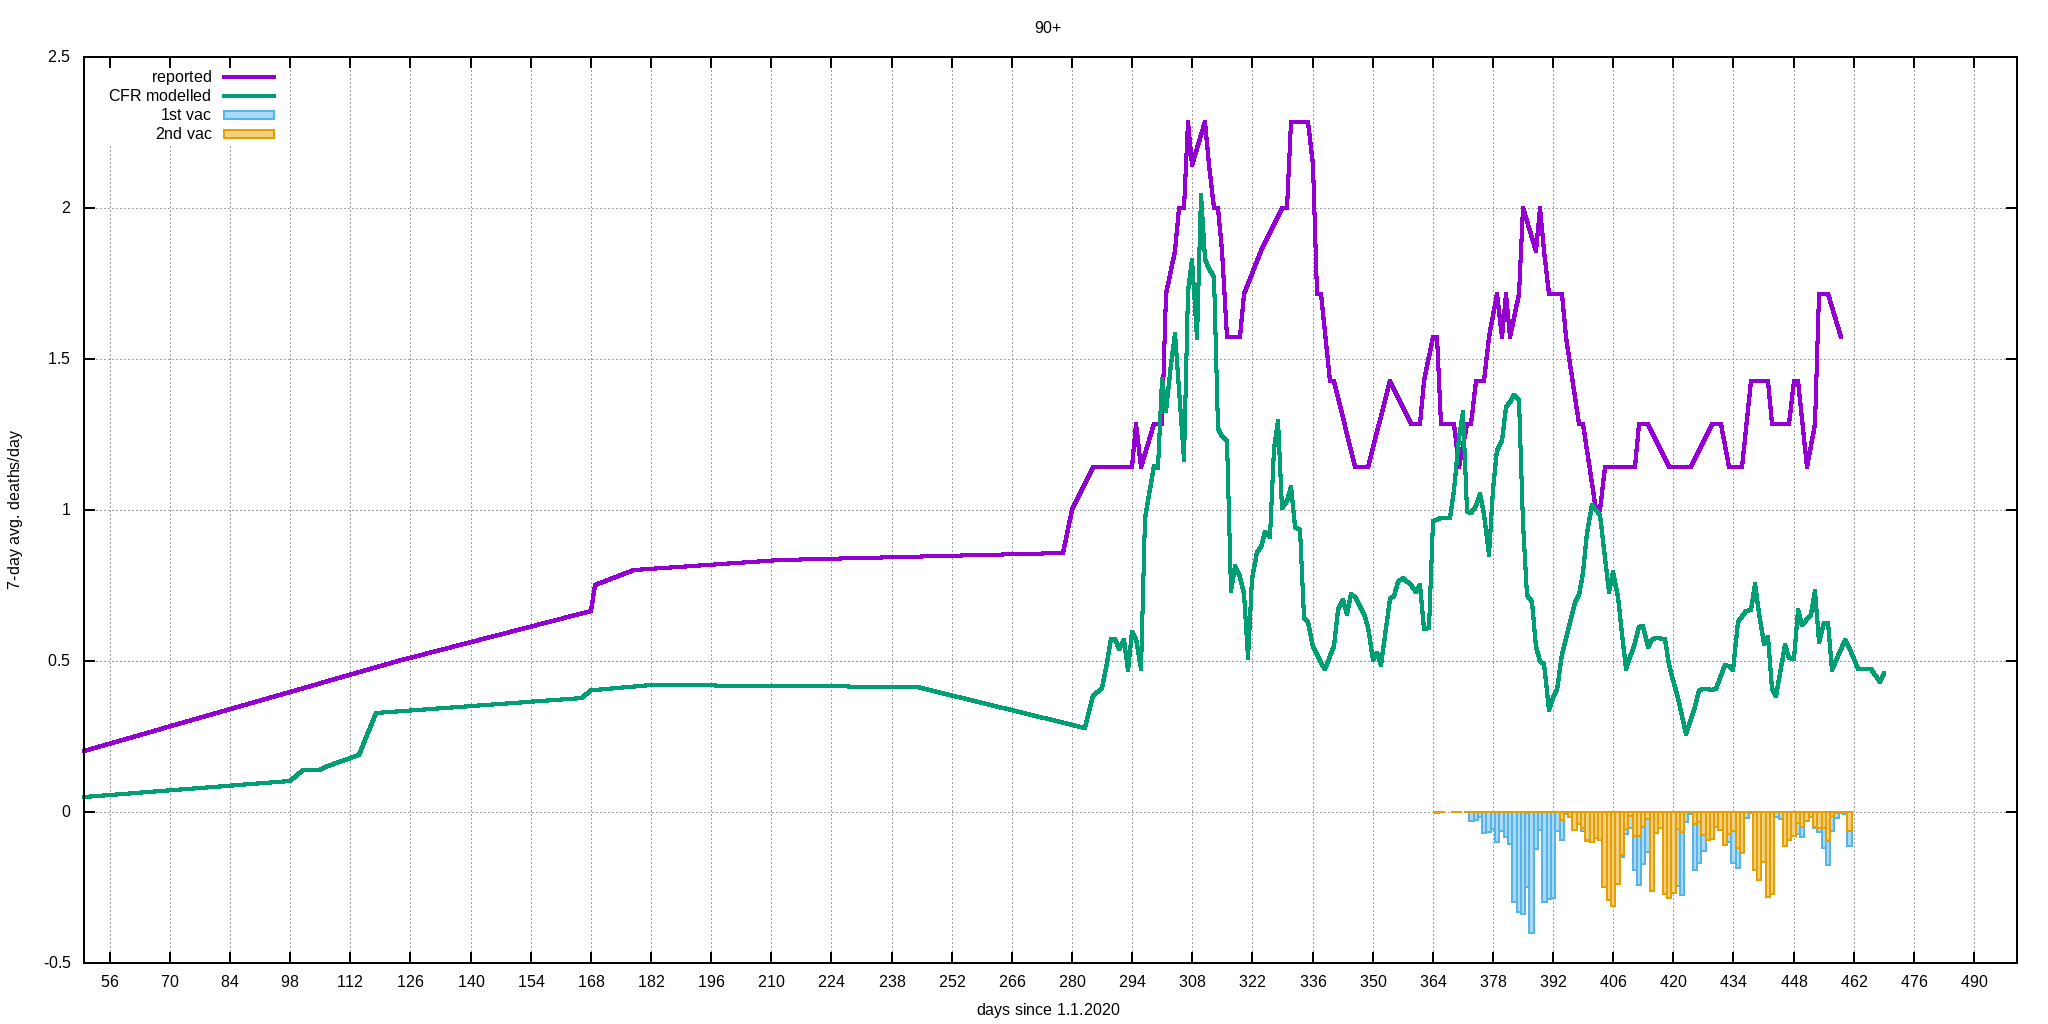 90+
2.5
2
1.5
1
0.5
0
-0.5
7-day avg. deaths/day
reported
CFR modelled
1st vac
2nd vac
56 70 84 98 112 126 140 154 168 182 196 210 224 238 252 266 280 294 308 322 336 350 364 378 392 406 420 434 448 462 476 490
days since 1.1.2020